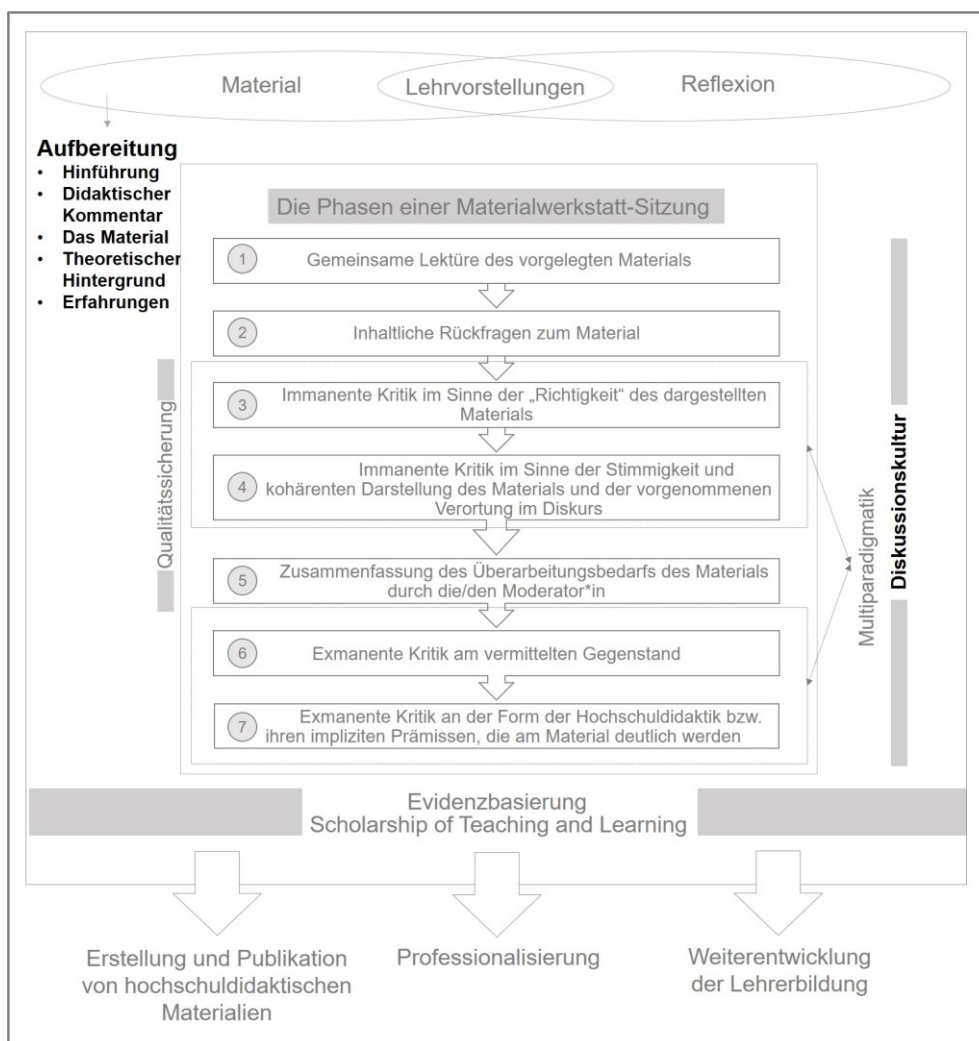 Material
Lehrvorstellungen
Reflexion
Aufbereitung
• Hinführung
• Didaktischer
Kommentar
• Das Material
• Theoretischer
Hintergrund
• Erfahrungen
Die Phasen einer Materialwerkstatt-Sitzung
1
Gemeinsame Lektüre des vorgelegten Materials
2
Inhaltliche Rückfragen zum Material
3
Immanente Kritik im Sinne der „Richtigkeit“ des dargestellten
Materials
4
Immanente Kritik im Sinne der Stimmigkeit und
kohärenten Darstellung des Materials und der vorgenommenen
Verortung im Diskurs
5
Zusammenfassung des Überarbeitungsbedarfs des Materials
durch die/den Moderator*in
6
Exmanente Kritik am vermittelten Gegenstand
7
Exmanente Kritik an der Form der Hochschuldidaktik bzw.
ihren impliziten Prämissen, die am Material deutlich werden
Qualitätssicherung
Multiparadigmatik
Diskussionskultur
Evidenzbasierung
Scholarship of Teaching and Learning
Erstellung und Publikation
von hochschuldidaktischen
Materialien
Professionalisierung
Weiterentwicklung
der Lehrerbildung